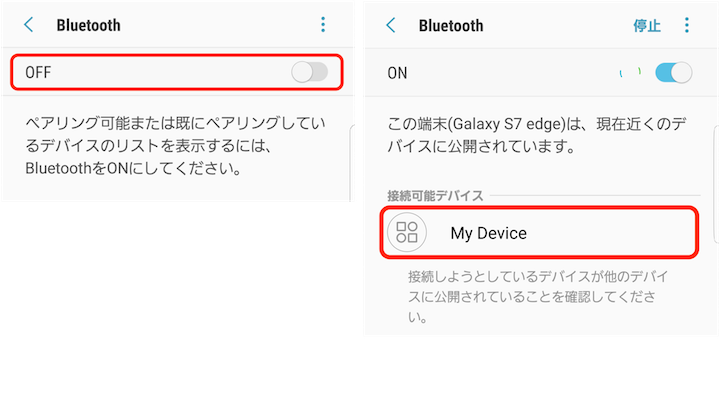 Bluetooth
OFF
ペアリング可能または既にペアリングしてい
るデバイスのリストを表示するには、
BluetoothをONにしてください。
Bluetooth 停止
ON
この端末(Galaxy S7 edge)は、現在近くのデ
バイスに公開されています。
接続可能デバイス
My Device
接続しようとしているデバイスが他のデバイ
スに公開されていることを確認してくださ
い。